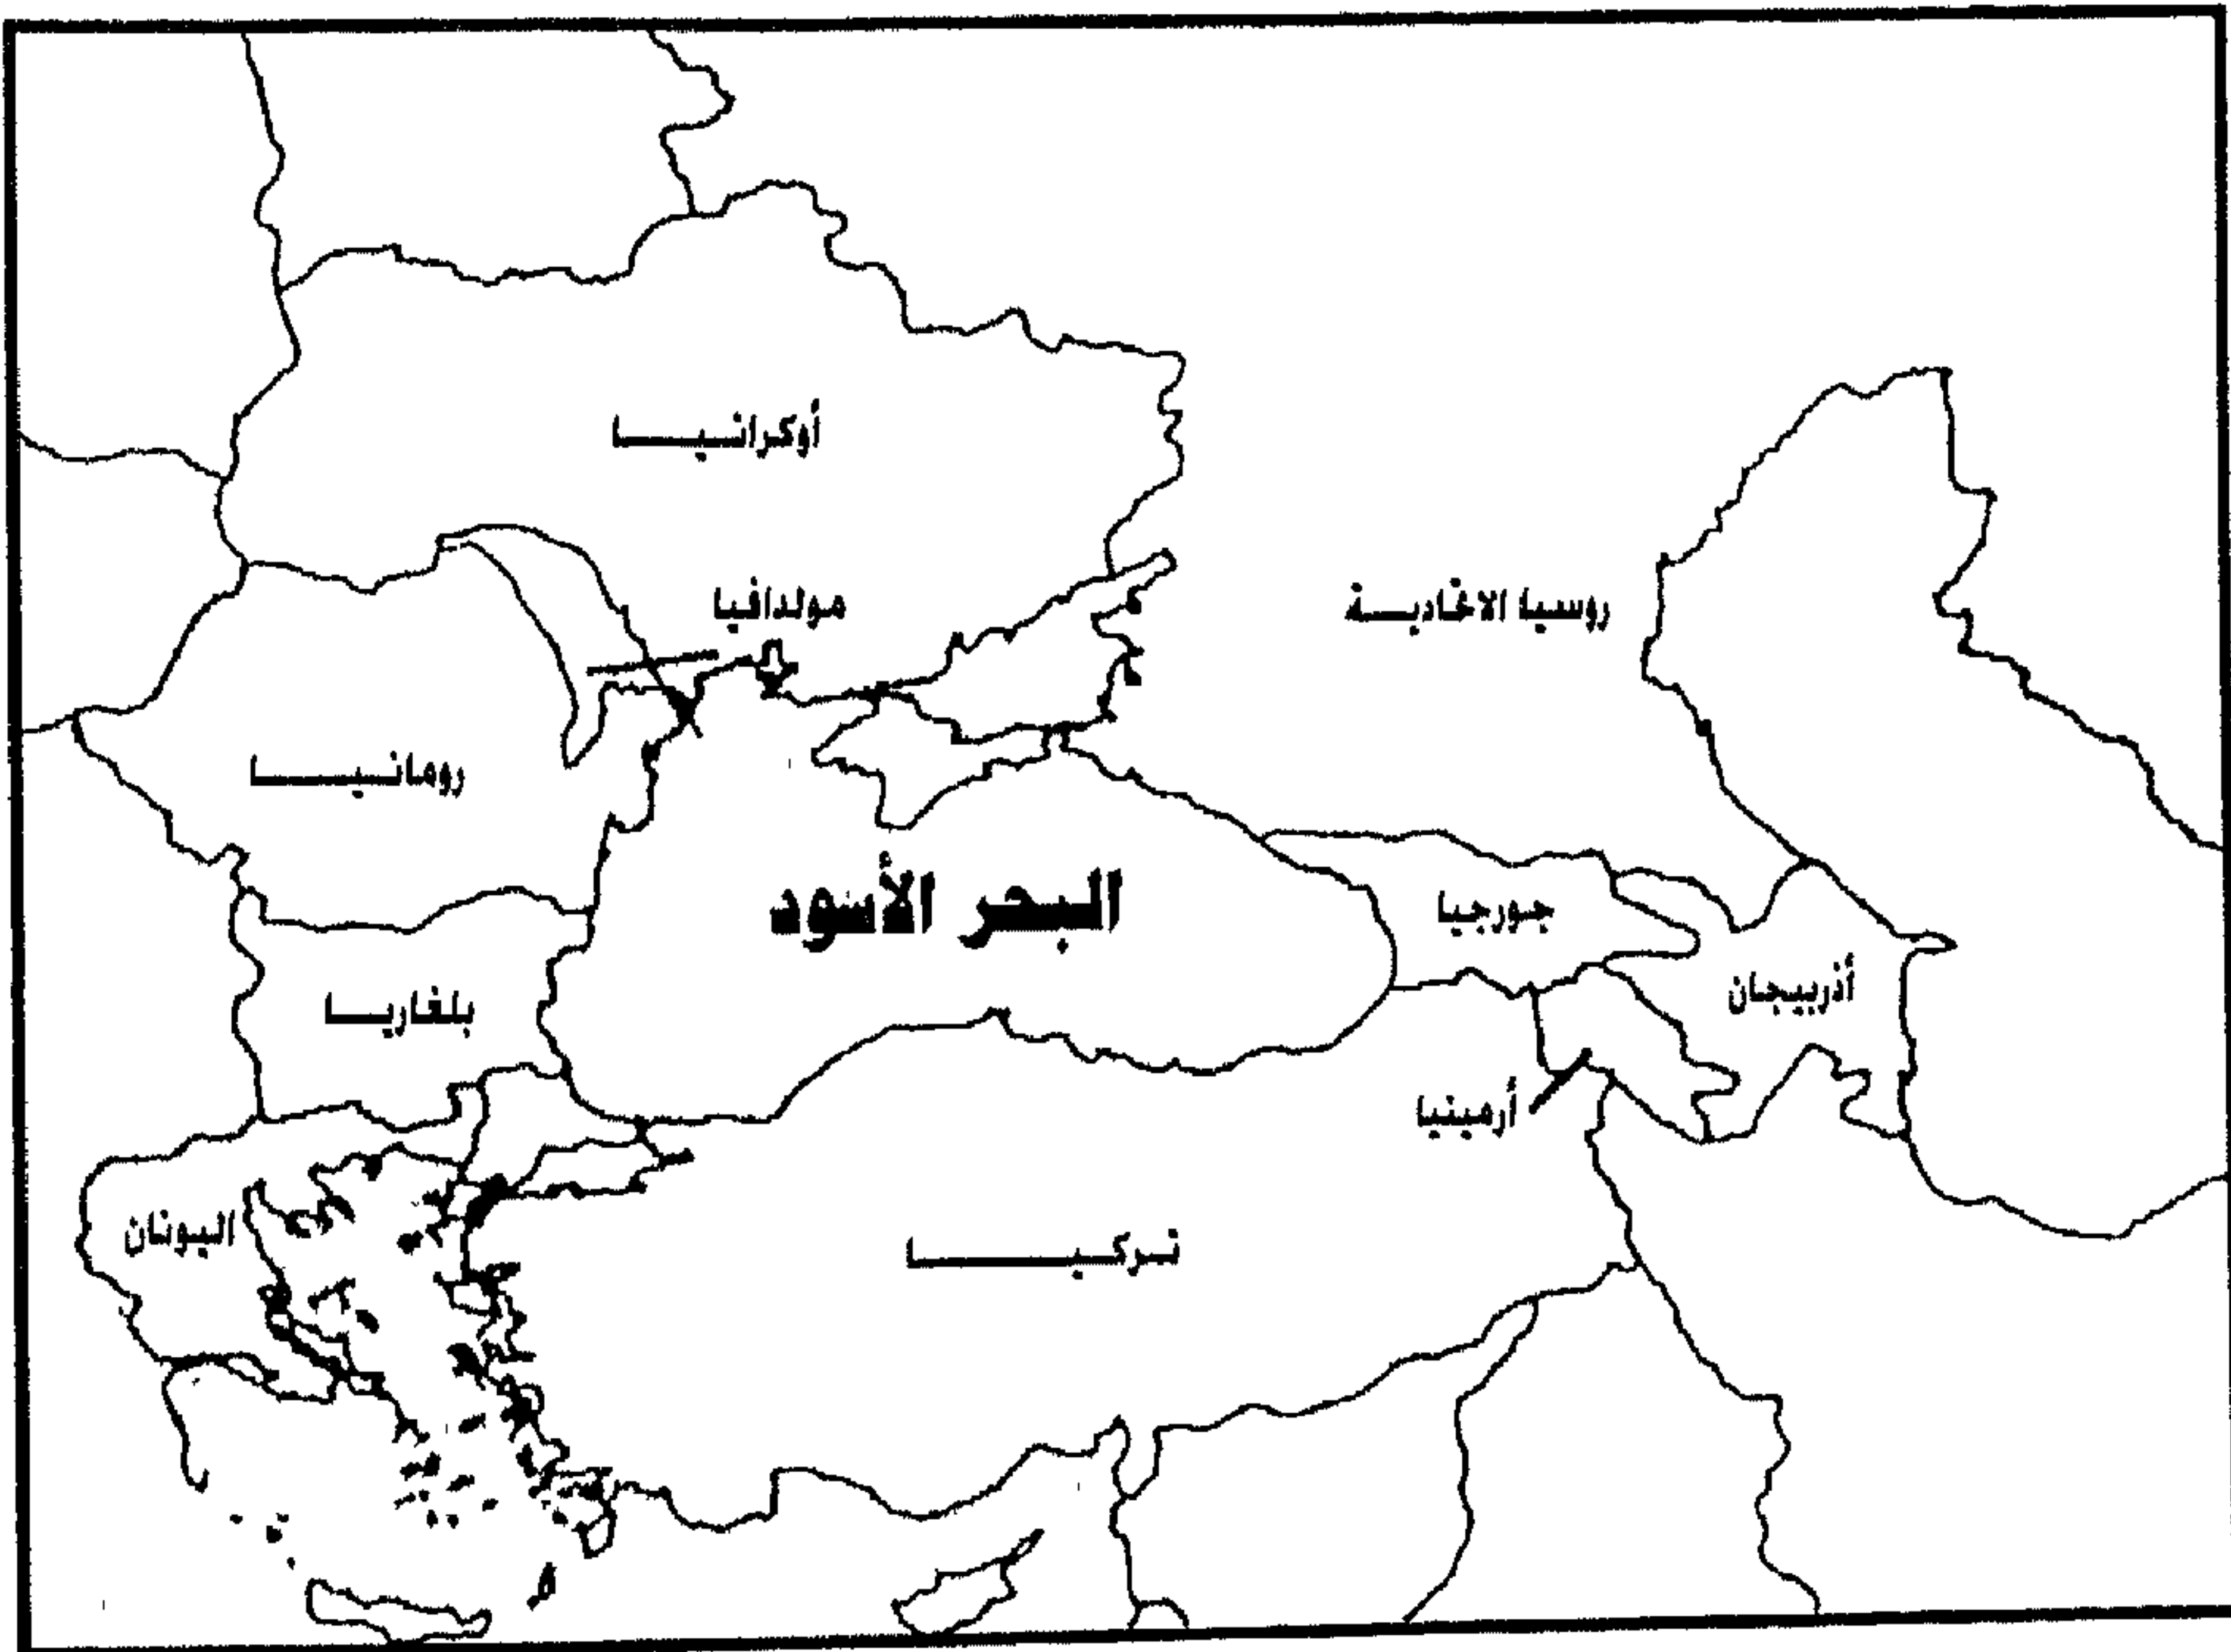 أوكرانيا
مولدافيا
روسيا الاتحادية
رومانيا
البحر الأسود
جورجيا
أذربيجان
بلغاريا
أرمينيا
اليونان
تركيا